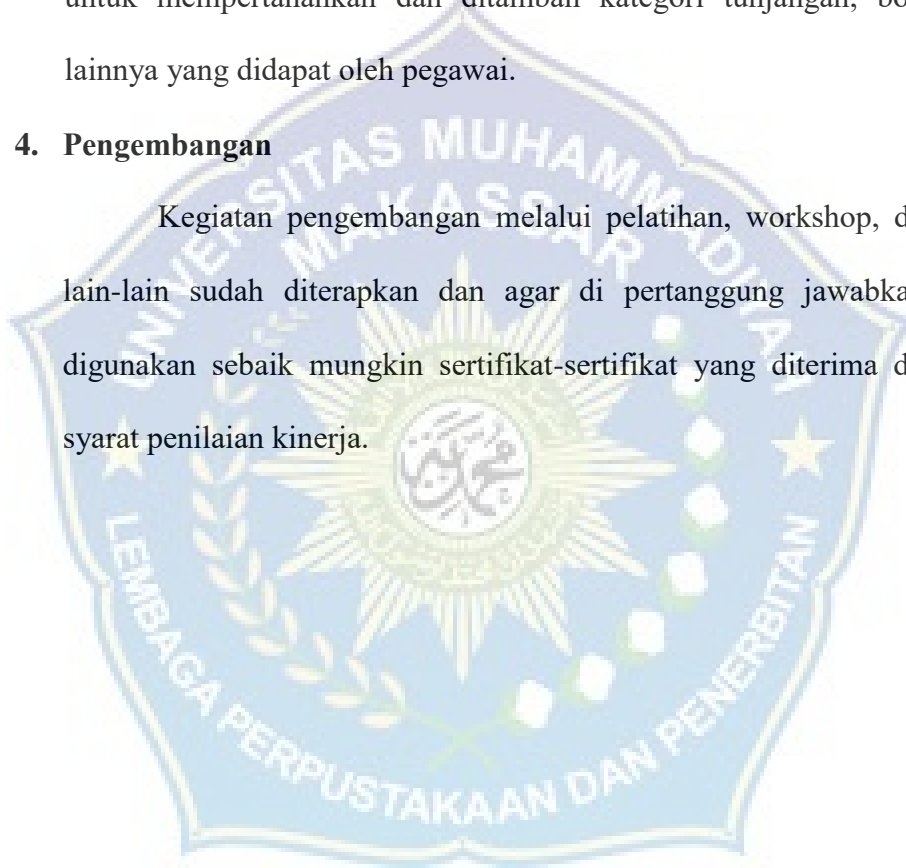 untuk mempertahankan dan ditambah kategori tunjangan,
lainnya yang didapat oleh pegawai.
4. Pengembangan
Kegiatan pengembangan melalui pelatihan, workshop,
lain-lain sudah diterapkan dan agar di pertanggung
digunakan sebaik mungkin sertifikat-sertifikat yang diterima
syarat penilaian kinerja.
UNIVERSITAS MUHAMMADIYAH
MAKASSAR
محمد
LEMBAGA PERPUSTAKAAN DAN PENERBITAN